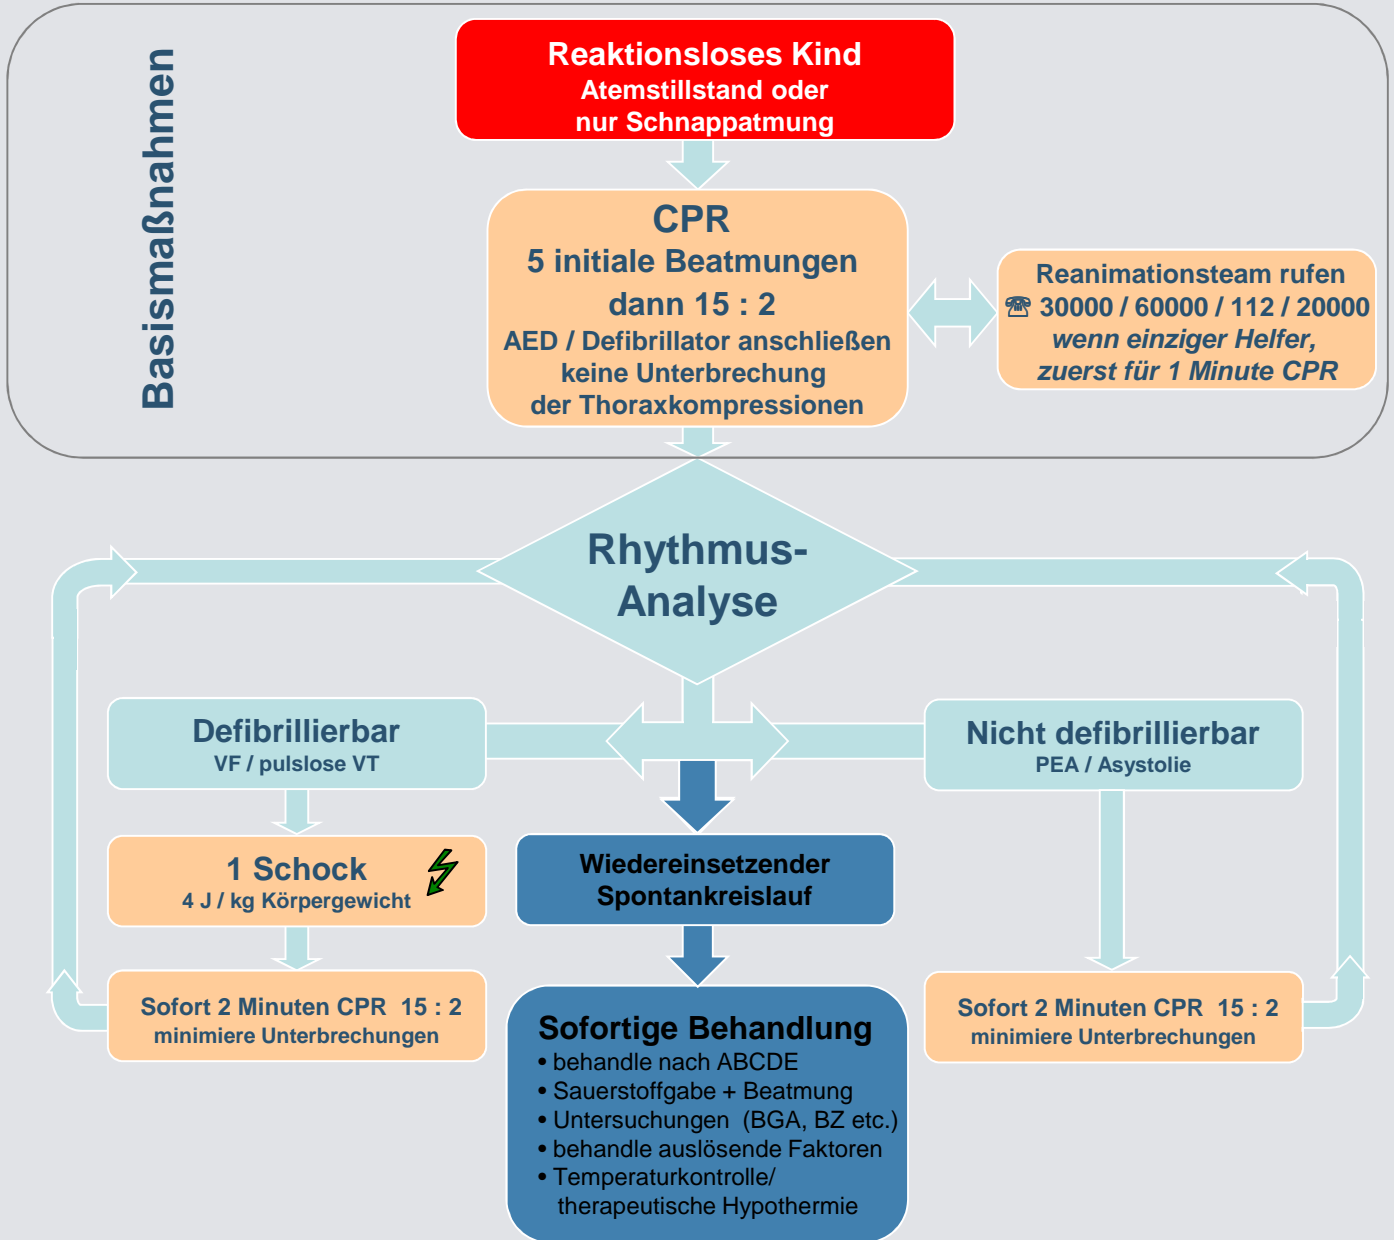 Basismaßnahmen
Reaktionsloses Kind
Atemstillstand oder
nur Schnappatmung
CPR
5 initiale Beatmungen
dann 15 : 2
AED / Defibrillator anschließen
keine Unterbrechung
der Thoraxkompressionen
Reanimationsteam rufen
☎ 30000 / 60000 / 112 / 20000
wenn einziger Helfer,
zuerst für 1 Minute CPR
Rhythmus-
Analyse
Defibrillierbar
VF / pulslose VT
Nicht defibrillierbar
PEA / Asystolie
1 Schock
4 J / kg Körpergewicht
Wiedereinsetzender
Spontankreislauf
Sofort 2 Minuten CPR 15 : 2
minimiere Unterbrechungen
Sofortige Behandlung
• behandle nach ABCDE
• Sauerstoffgabe + Beatmung
• Untersuchungen (BGA, BZ etc.)
• behandle auslösende Faktoren
• Temperaturkontrolle/
therapeutische Hypothermie
Sofort 2 Minuten CPR 15 : 2
minimiere Unterbrechungen